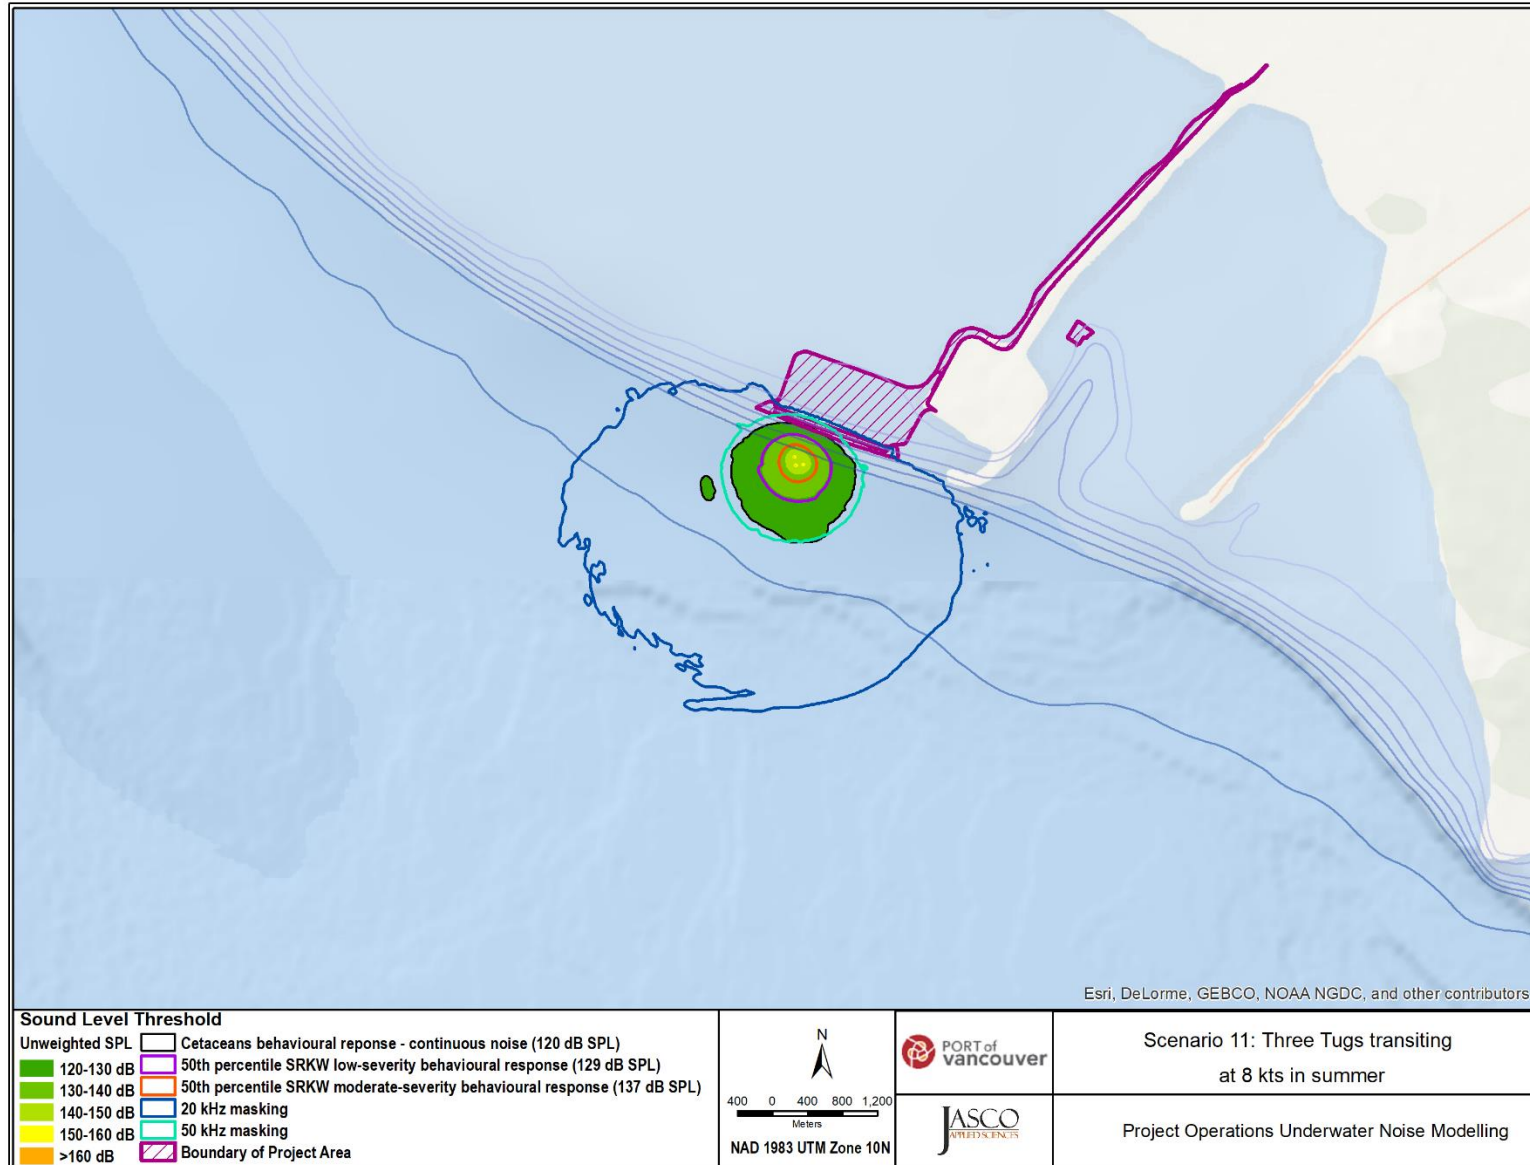 Esri, DeLorme, GEBCO, NOAA NGDC, and other contributors
Sound Level Threshold
Unweighted SPL
120-130 dB
130-140 dB
140-150 dB
150-160 dB
>160 dB
Cetaceans behavioural reponse - continuous noise (120 dB SPL)
50th percentile SRKW low-severity behavioural response (129 dB SPL)
50th percentile SRKW moderate-severity behavioural response (137 dB SPL)
20 kHz masking
50 kHz masking
Boundary of Project Area
N
400 0 400 800 1,200
Meters
NAD 1983 UTM Zone 10N
PORT of
vancouver
JASCO
APPLIED SCIENCES
Scenario 11: Three Tugs transiting
at 8 kts in summer
Project Operations Underwater Noise Modelling